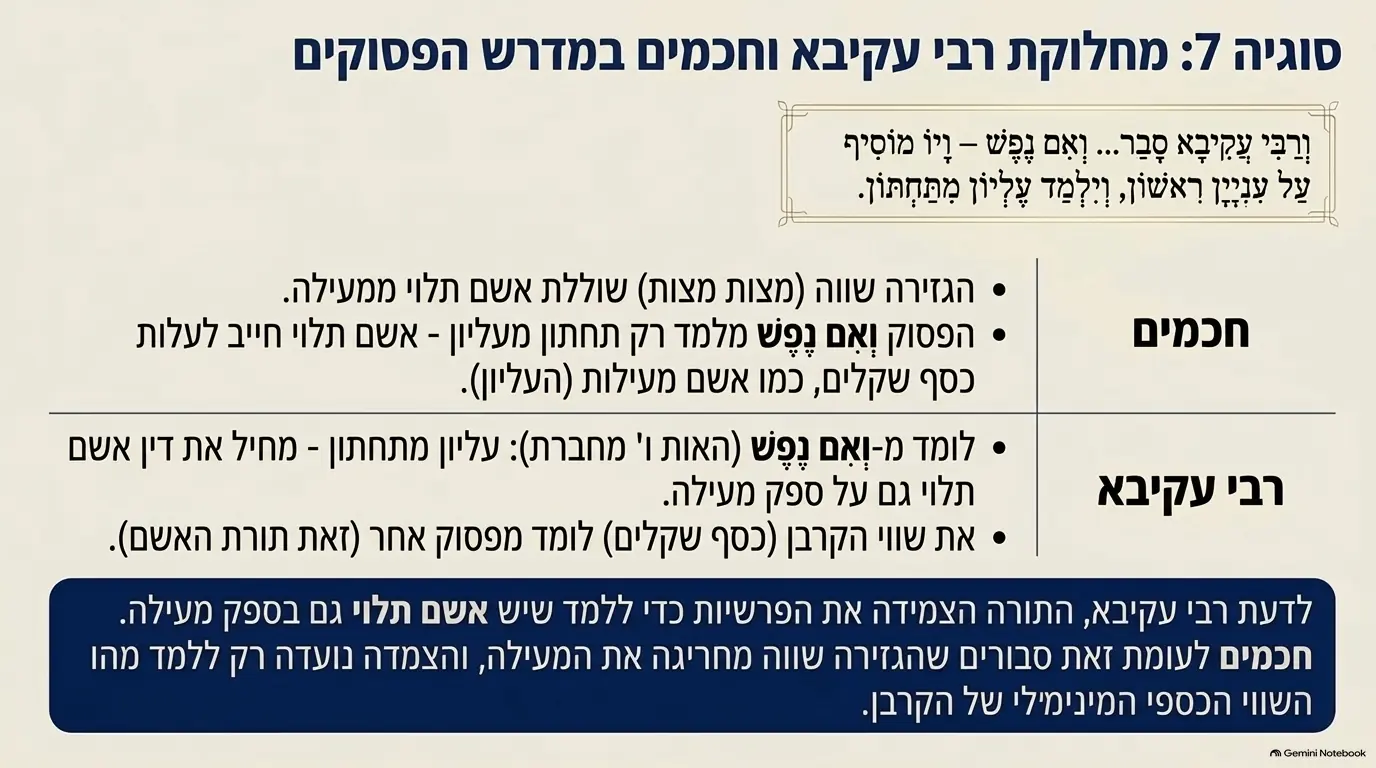 סוגיה 7: מחלוקת רבי עקיבא וחכמים במדרש הפסוקים
וְרַבִּי עֲקִיבָא סָבַר... וְאִם נֶפֶשׁ – וָיו מוֹסִיף
עַל עִנְיָיָן רִאשׁוֹן, וְיִלְמַד עֶלְיוֹן מִתַּחְתּוֹן.
חכמים
• הגזירה שווה (מצות מצות) שוללת אשם תלוי ממעילה.
• הפסוק וְאִם נֶפֶשׁ מלמד רק תחתון מעליון - אשם תלוי חייב לעלות
כסף שקלים, כמו אשם מעילות (העליון).
רבי עקיבא
• לומד מ-וְאִם נֶפֶשׁ (האות ו' מחברת): עליון מתחתון - מחיל את דין אשם
תלוי גם על ספק מעילה.
• את שווי הקרבן (כסף שקלים) לומד מפסוק אחר (זאת תורת האשם).
לדעת רבי עקיבא, התורה הצמידה את הפרשיות כדי ללמד שיש אשם תלוי גם בספק מעילה.
חכמים לעומת זאת סבורים שהגזירה שווה מחריגה את המעילה, והצמדה נועדה רק ללמד מהו
השווי הכספי המינימלי של הקרבן.
Gemini Notebook